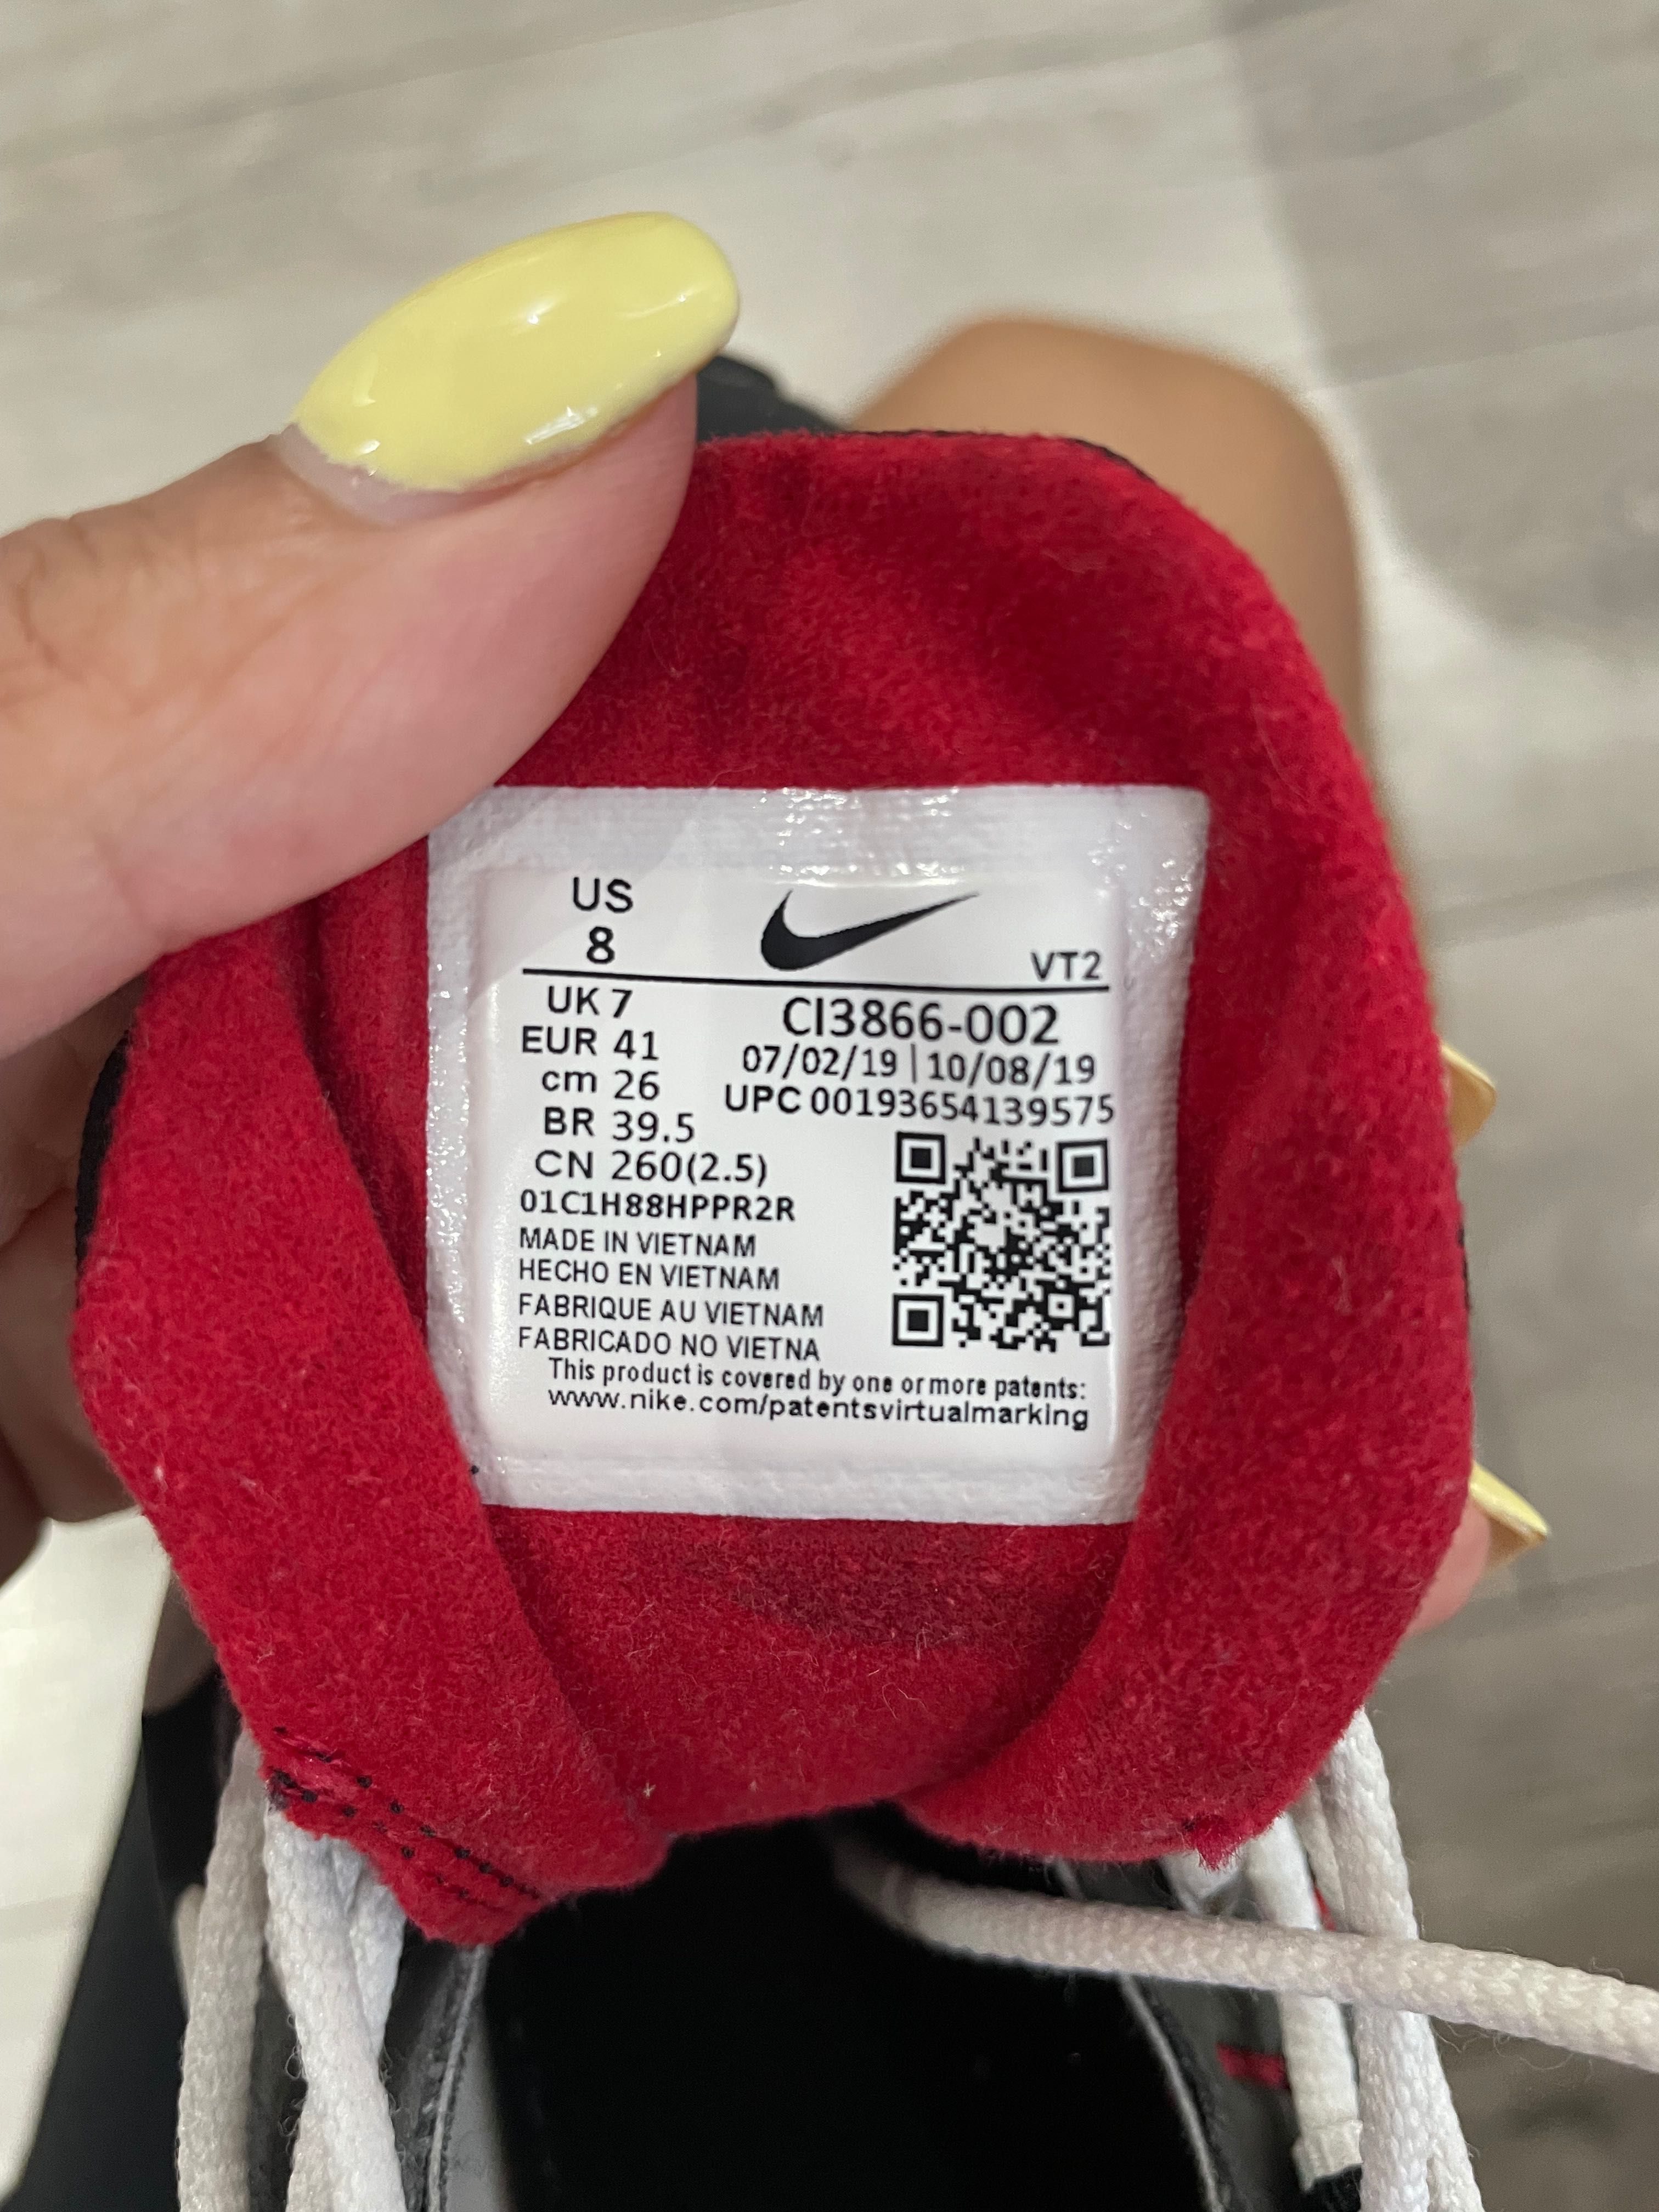 US
8
VT2
UK 7
CI3866-002
EUR 41
07/02/19 | 10/08/19
cm 26
UPC 00193654139575
BR 39.5
CN 260(2.5)
01C1H88HPPR2R
MADE IN VIETNAM
HECHO EN VIETNAM
FABRIQUE AU VIETNAM
FABRICADO NO VIETNA
This product is covered by one or more patents:
www.nike.com/patentsvirtualmarking